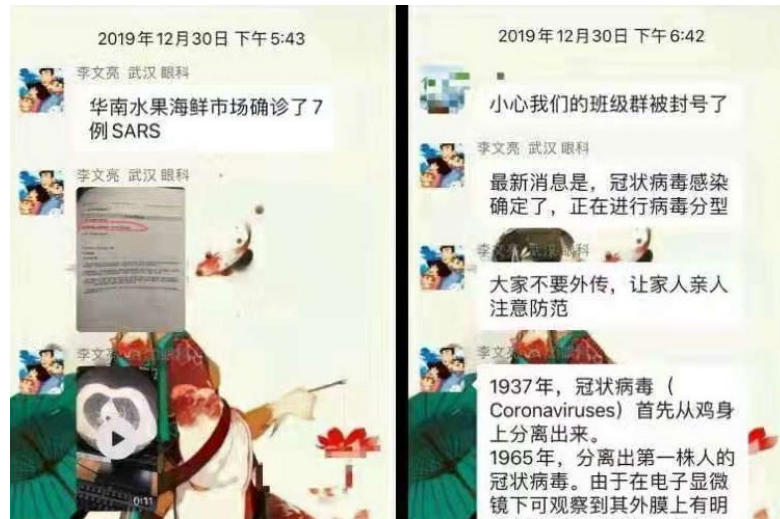 2019年12月30日 下午5:43
李文亮 武汉 眼科
华南水果海鲜市场确诊了7
例SARS
李文亮 武汉 眼科
李文亮
眼科
0:11
2019年12月30日 下午6:42
小心我们的班级群被封号了
李文亮 武汉 眼科
最新消息是，冠状病毒感染
确定了，正在进行病毒分型
李文亮 武汉 眼科
大家不要外传，让家人亲人
注意防范
李文亮
眼科
1937年，冠状病毒（
Coronaviruses）首先从鸡身
上分离出来。
1965年，分离出第一株人的
冠状病毒。由于在电子显微
镜下可观察到其外膜上有明